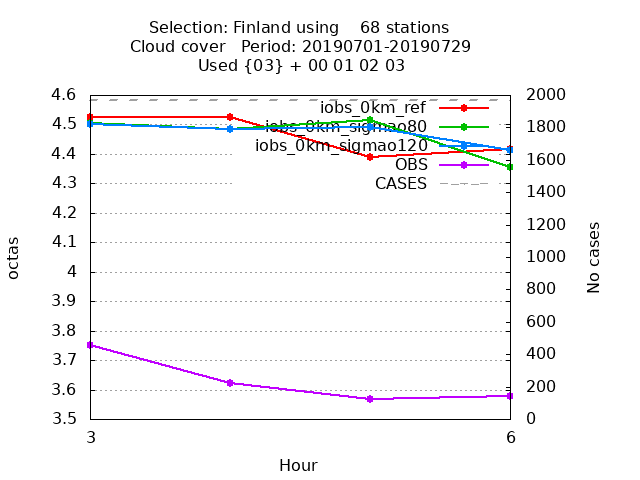 Selection: Finland using 68 stations
Cloud cover Period: 20190701-20190729
Used {03} + 00 01 02 03
4.6
4.5
4.4
4.3
4.2
4.1
4
3.9
3.8
3.7
3.6
3.5
octas
iobs_0km_ref
iobs_0km_sigmao80
iobs_0km_sigmao120
OBS
CASES
2000
1800
1600
1400
1200
1000
800
600
400
200
0
No cases
3
6
Hour